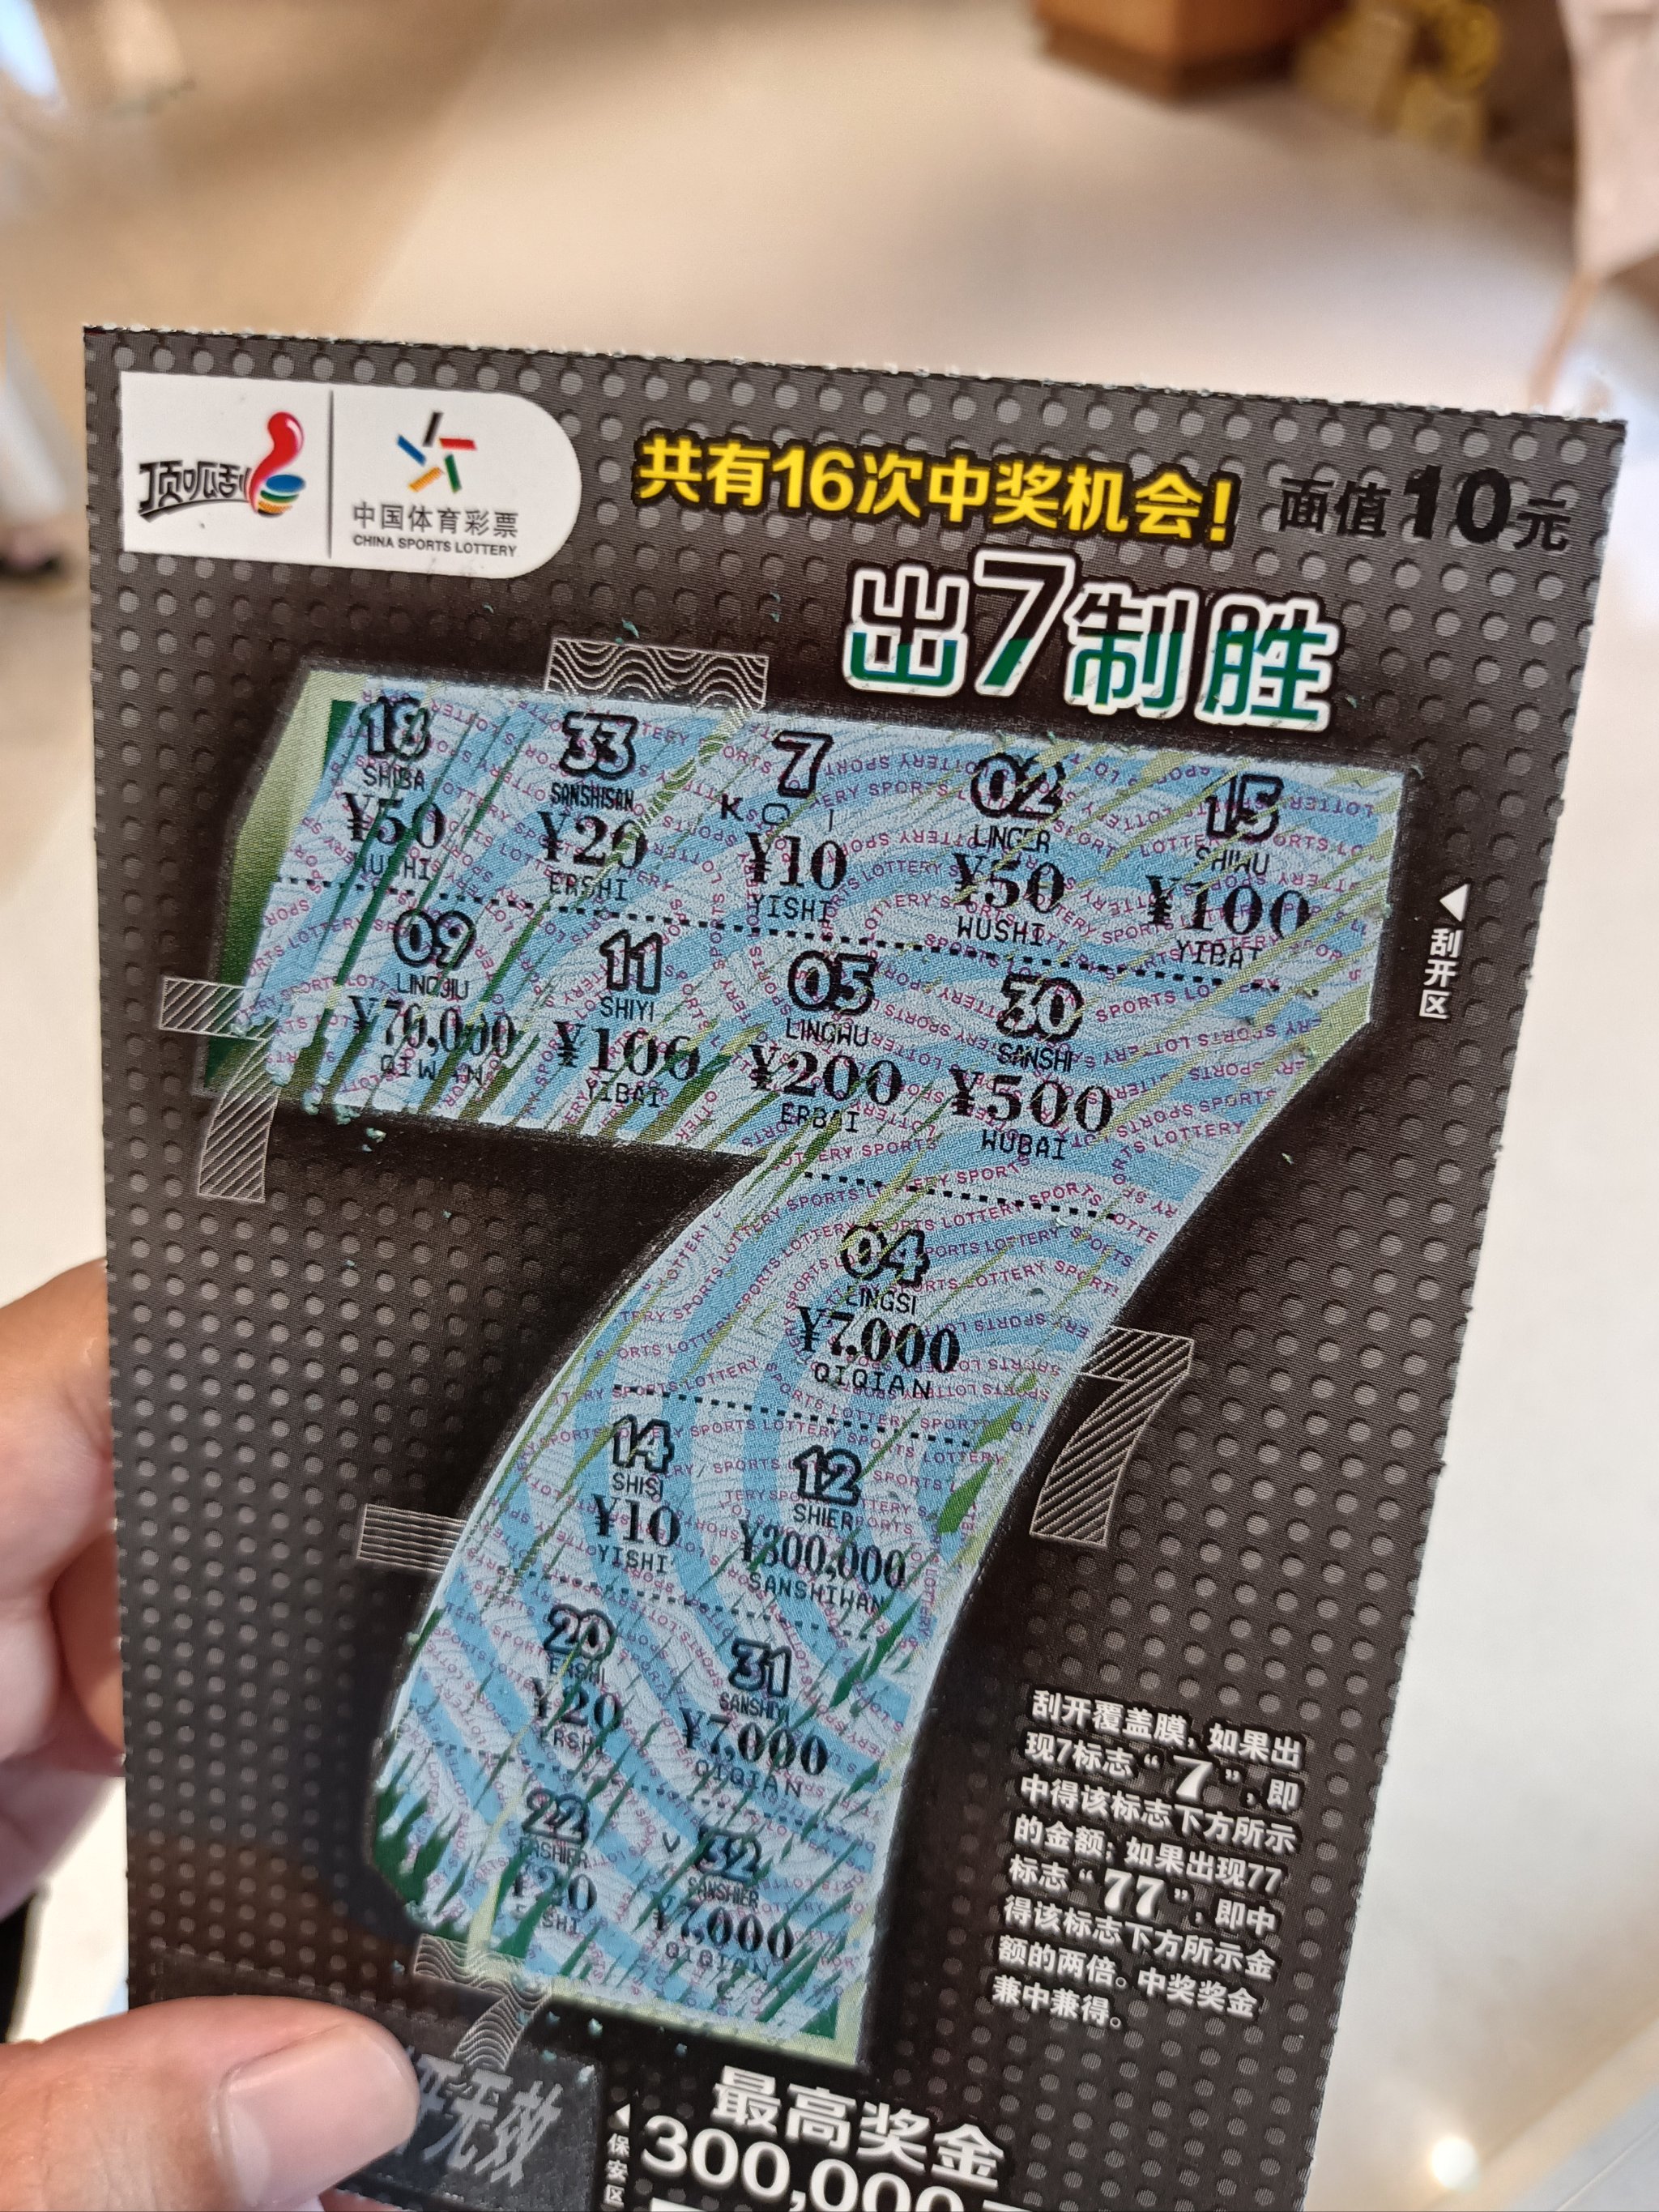 顶呱刮
中国体育彩票
CHINA SPORTS LOTTERY
共有16次中奖机会!
面值10元
出7制胜
18 33 7 02 15
SHIBA SANSHISAN LINGER SHIWU
¥50 ¥20 ¥10 ¥50 ¥100
WUSHI ERSHI YISHI WUSHI YIBAI
09 11 05 30
LINGJIU SHIYI LINGWU SANSHI
¥70,000 ¥100 ¥200 ¥500
QIWAN YIBAI ERBAI WUBAI
04
LINGSI
¥7,000
QIQIAN
14 12
SHISI SHIER
¥10 ¥300,000
YISHI SANSHIWAN
20 31
ERSHI SANSHIYI
¥20 ¥7,000
ERSHI QIQIAN
22 32
ERSHIER SANSHIER
¥20 ¥7,000
ERSHI QIQIAN
刮开区
刮开覆盖膜,如果出
现7标志“7”,即
中得该标志下方所示
的金额;如果出现77
标志“77”,即中
得该标志下方所示金
额的两倍。中奖奖金
兼中兼得。
开无效
保安区
最高奖金
300,000